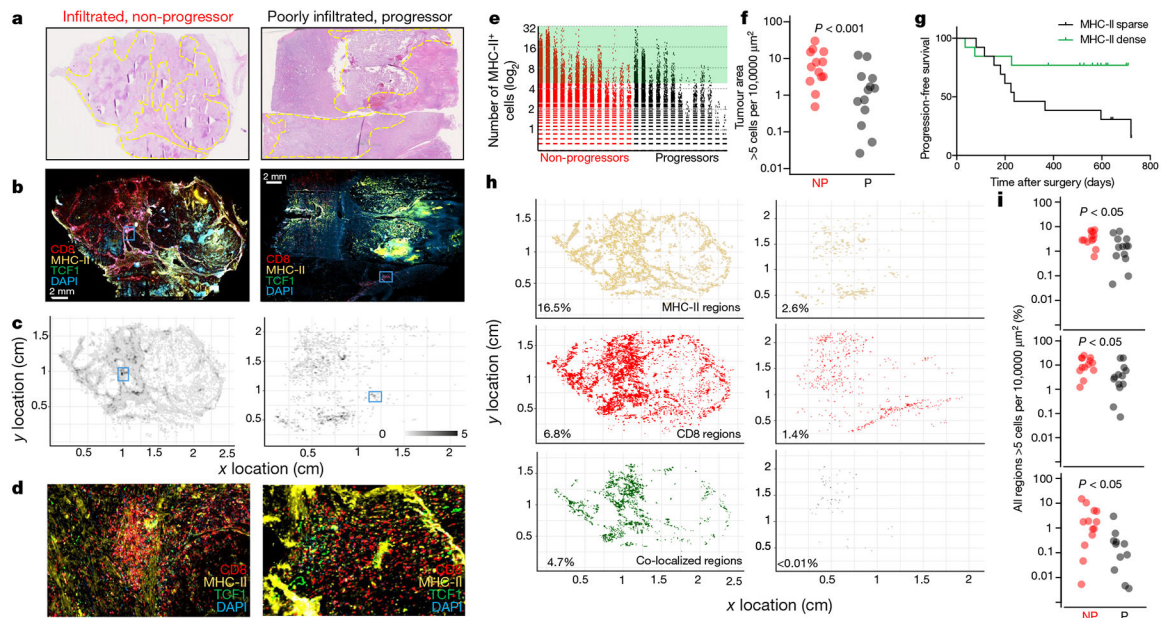 a
Infiltrated, non-progressor
Poorly infiltrated, progressor
b
CD8
MHC-II
TCF1
DAPI
2 mm
2 mm
CD8
MHC-II
TCF1
DAPI
c
y location (cm)
1.5
1
0.5
2
1.5
1
0.5
0
5
0.5 1 1.5 2 2.5
0.5 1 1.5 2
x location (cm)
d
CD8
MHC-II
TCF1
DAPI
CD8
MHC-II
TCF1
DAPI
e
Number of MHC-II+
cells (log2)
32
16
8
4
2
1
Non-progressors
Progressors
f
P < 0.001
Tumour area
>5 cells per 10,0000 μm²
100
10
1
0.1
0.01
NP
P
g
MHC-II sparse
MHC-II dense
Progression-free survival
100
50
0
0 200 400 600 800
Time after surgery (days)
h
y location (cm)
1.5
1
0.5
16.5%
MHC-II regions
2
1.5
1
0.5
2.6%
1.5
1
0.5
6.8%
CD8 regions
2
1.5
1
0.5
1.4%
1.5
1
0.5
4.7%
Co-localized regions
2
1.5
1
0.5
<0.01%
0.5 1 1.5 2 2.5
0.5 1 1.5 2
x location (cm)
i
All regions >5 cells per 10,0000 μm² (%)
P < 0.05
100
10
1
0.1
0.01
P < 0.05
100
10
1
0.1
0.01
P < 0.05
100
10
1
0.1
0.01
NP
P